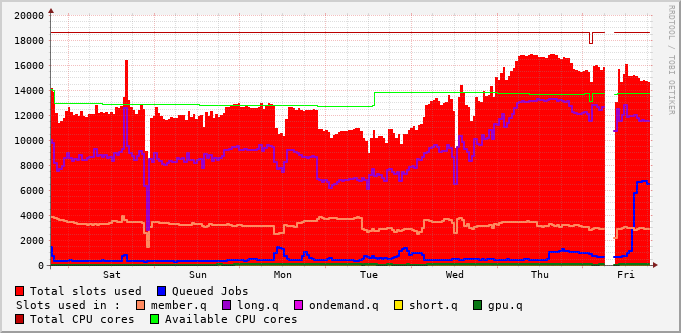 20000
18000
16000
14000
12000
10000
8000
6000
4000
2000
0
Sat Sun Mon Tue Wed Thu Fri
RRDTOOL / TOBI OETIKER
Total slots used Queued Jobs
Slots used in : member.q long.q ondemand.q short.q gpu.q
Total CPU cores Available CPU cores